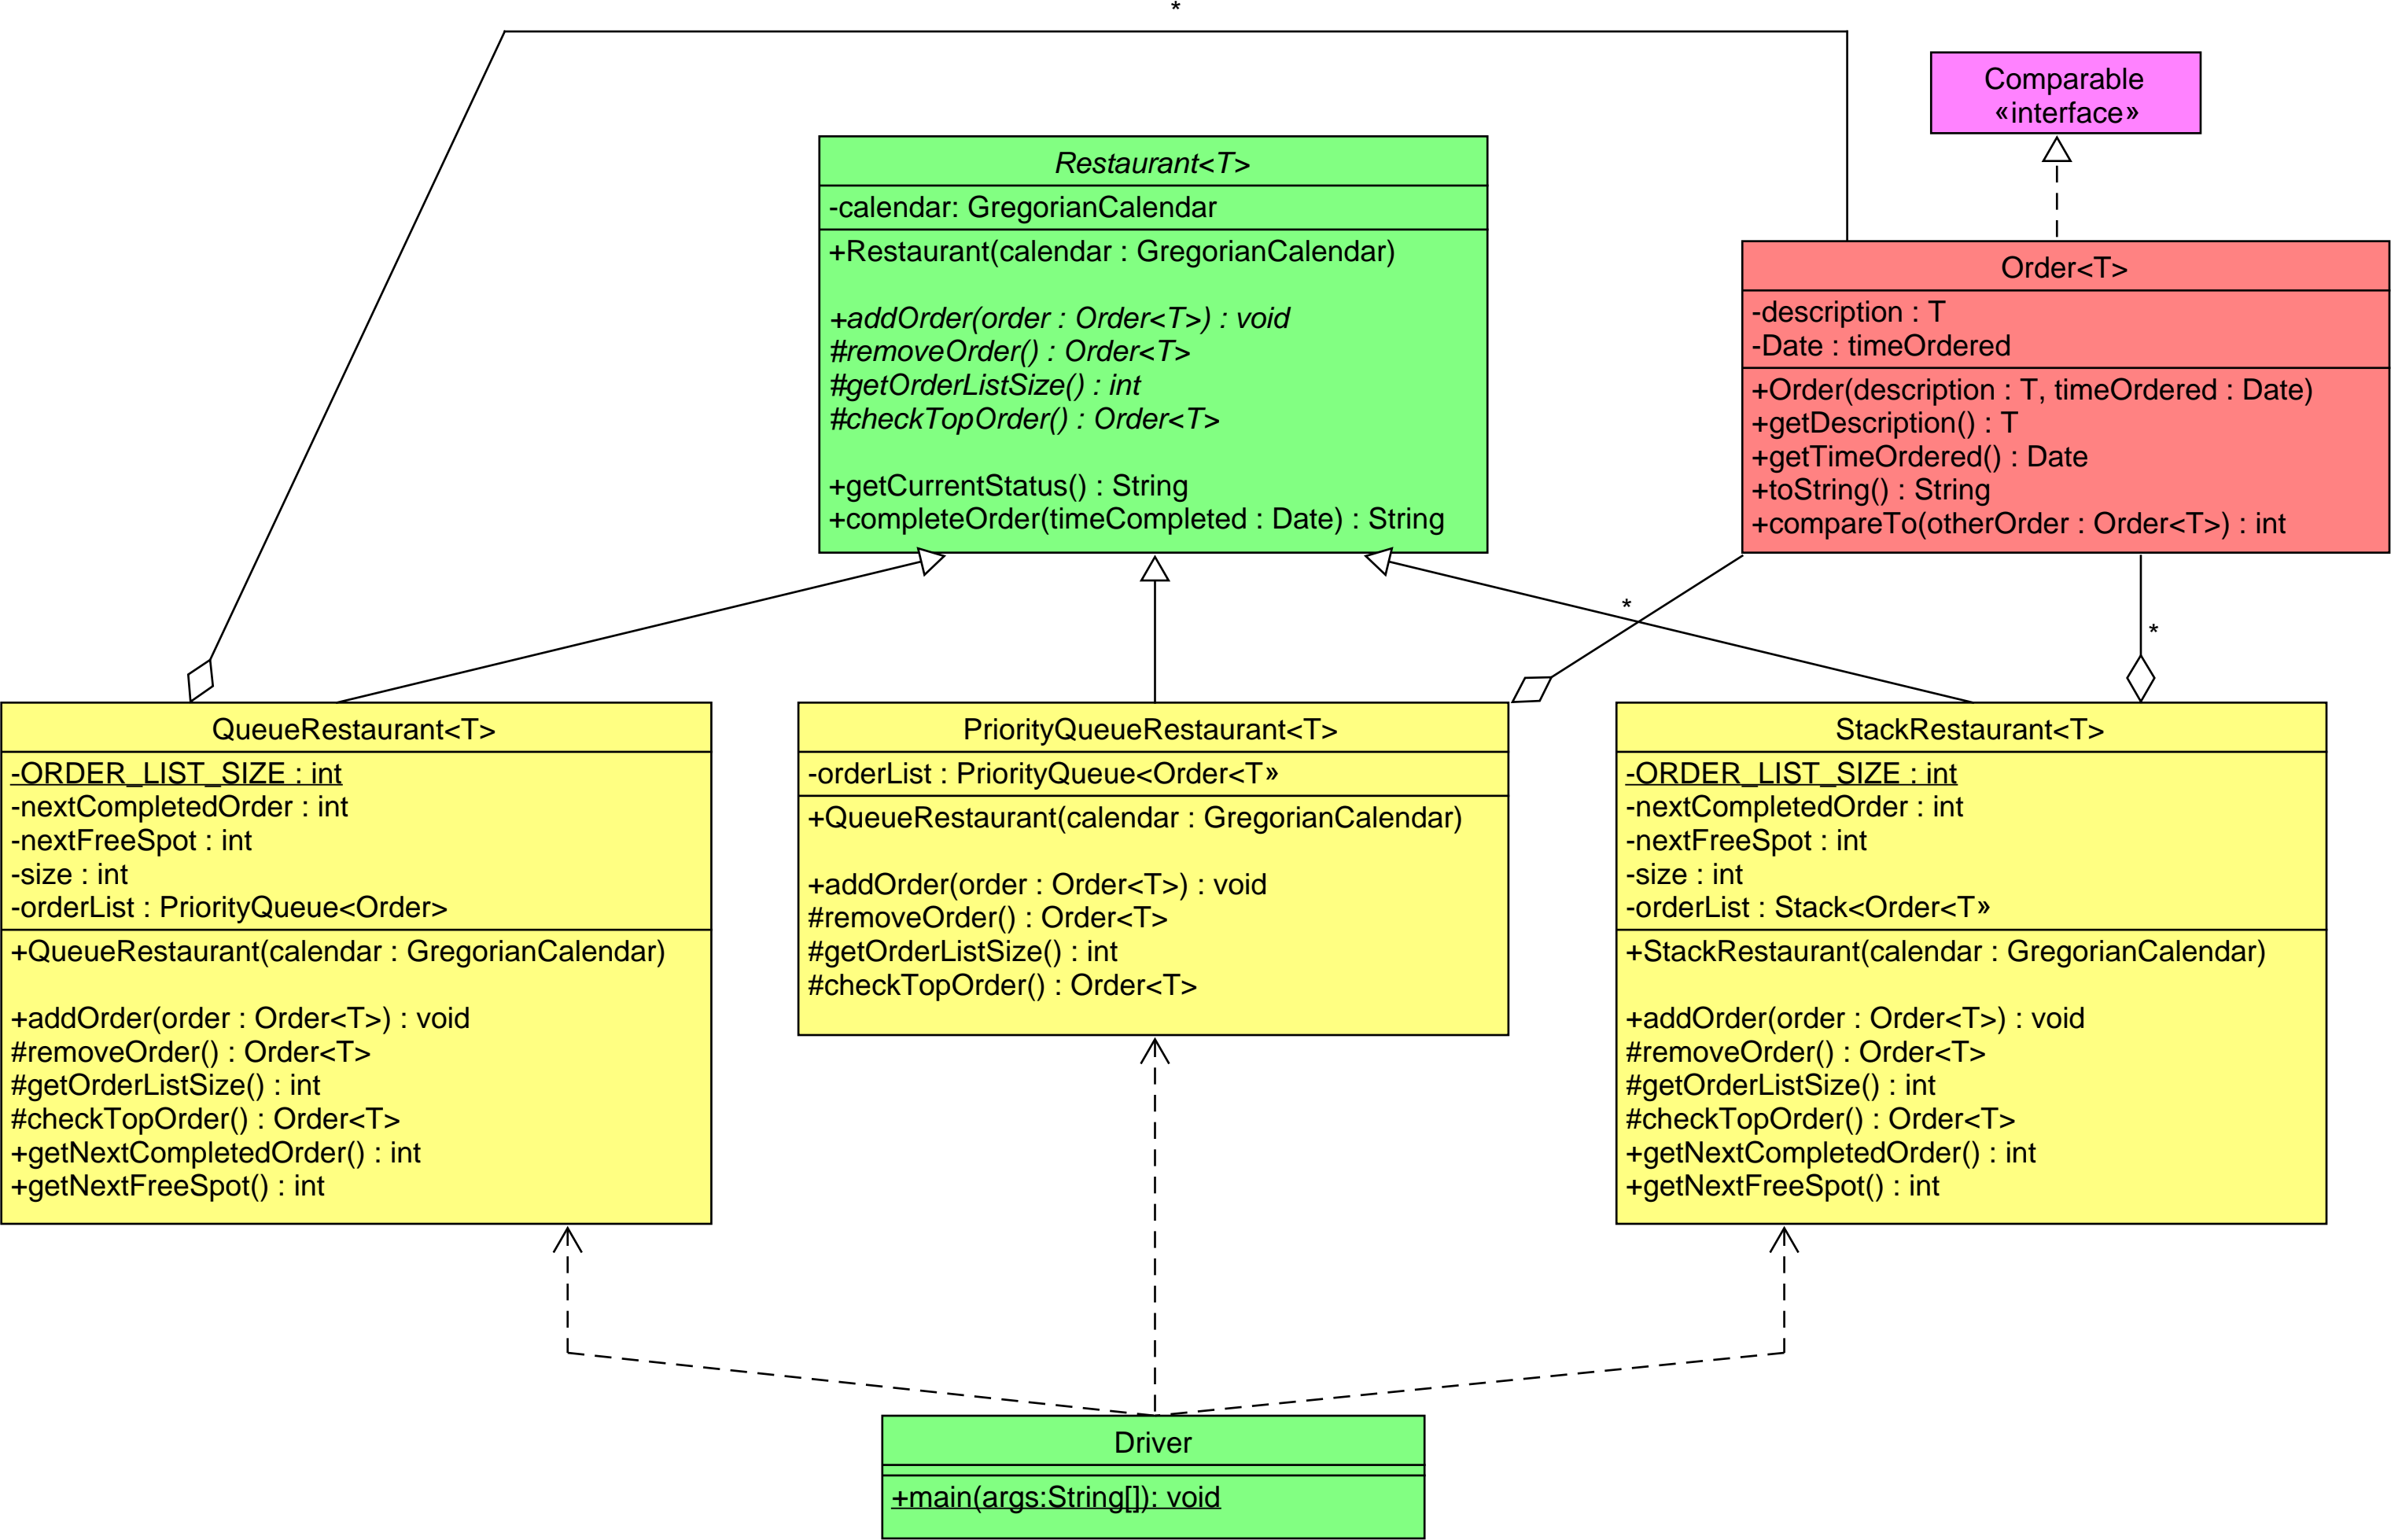 *
Comparable
«interface»
Restaurant<T>
-calendar: GregorianCalendar
+Restaurant(calendar : GregorianCalendar)
+addOrder(order : Order<T>) : void
#removeOrder() : Order<T>
#getOrderListSize() : int
#checkTopOrder() : Order<T>
+getCurrentStatus() : String
+completeOrder(timeCompleted : Date) : String
Order<T>
-description : T
-Date : timeOrdered
+Order(description : T, timeOrdered : Date)
+getDescription() : T
+getTimeOrdered() : Date
+toString() : String
+compareTo(otherOrder : Order<T>) : int
*
*
QueueRestaurant<T>
-ORDER_LIST_SIZE : int
-nextCompletedOrder : int
-nextFreeSpot : int
-size : int
-orderList : PriorityQueue<Order>
+QueueRestaurant(calendar : GregorianCalendar)
+addOrder(order : Order<T>) : void
#removeOrder() : Order<T>
#getOrderListSize() : int
#checkTopOrder() : Order<T>
+getNextCompletedOrder() : int
+getNextFreeSpot() : int
PriorityQueueRestaurant<T>
-orderList : PriorityQueue<Order<T»
+QueueRestaurant(calendar : GregorianCalendar)
+addOrder(order : Order<T>) : void
#removeOrder() : Order<T>
#getOrderListSize() : int
#checkTopOrder() : Order<T>
StackRestaurant<T>
-ORDER_LIST_SIZE : int
-nextCompletedOrder : int
-nextFreeSpot : int
-size : int
-orderList : Stack<Order<T»
+StackRestaurant(calendar : GregorianCalendar)
+addOrder(order : Order<T>) : void
#removeOrder() : Order<T>
#getOrderListSize() : int
#checkTopOrder() : Order<T>
+getNextCompletedOrder() : int
+getNextFreeSpot() : int
Driver
+main(args:String[]): void